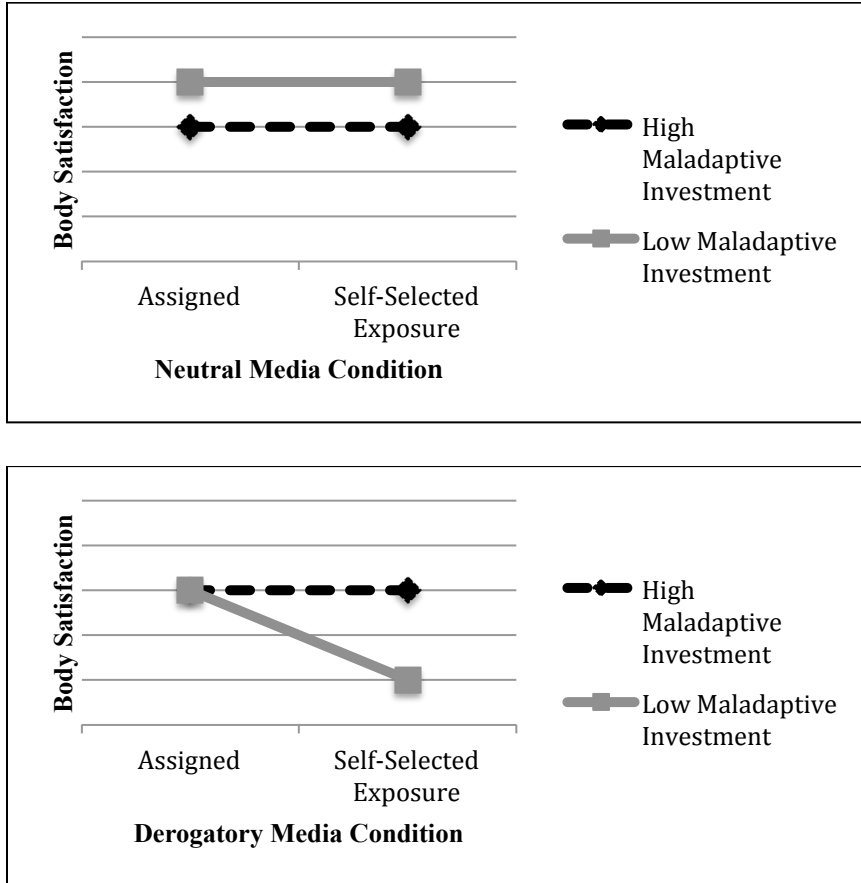 Body Satisfaction
High
Maladaptive
Investment
Low Maladaptive
Investment
Assigned
Self-Selected
Exposure
Neutral Media Condition
Body Satisfaction
High
Maladaptive
Investment
Low Maladaptive
Investment
Assigned
Self-Selected
Exposure
Derogatory Media Condition